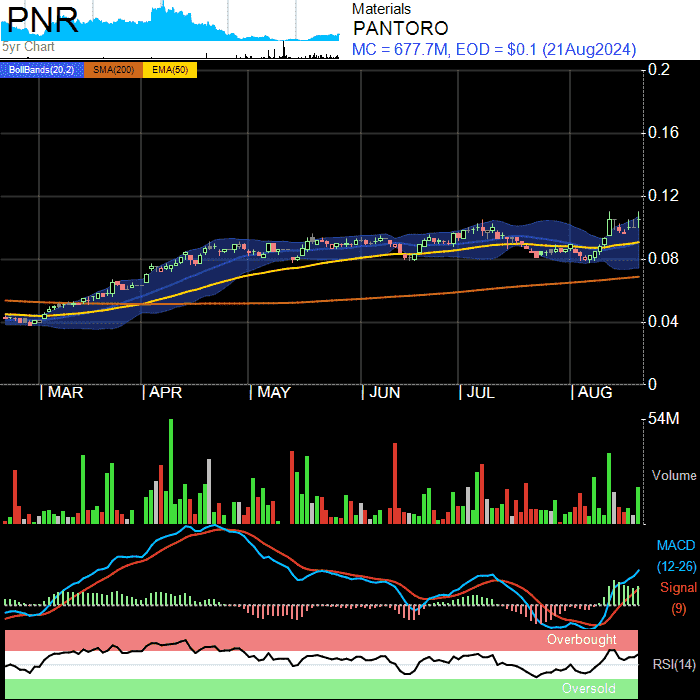 PNR
5yr Chart
Materials
PANTORO
MC = 677.7M, EOD = $0.1 (21Aug2024)
BollBands(20,2) SMA(200) EMA(50)
0.2
0.16
0.12
0.08
0.04
0
MAR APR MAY JUN JUL AUG
54M
Volume
MACD
(12-26)
Signal
(9)
Overbought
RSI(14)
Oversold